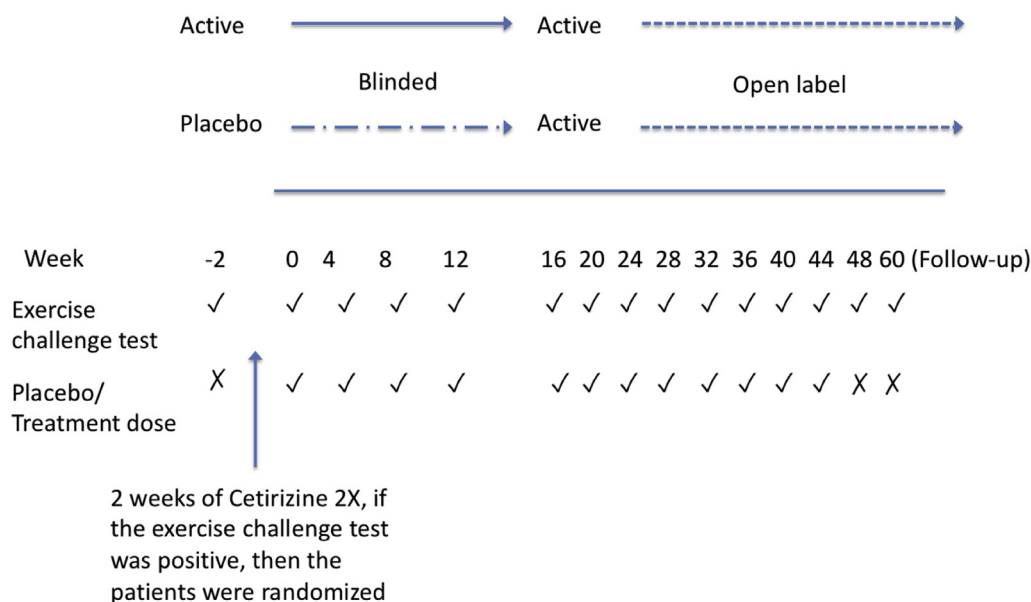 Active Active
Blinded Open label
Placebo Active
Week -2 0 4 8 12 16 20 24 28 32 36 40 44 48 60 (Follow-up)
Exercise ✓ ✓ ✓ ✓ ✓ ✓ ✓ ✓ ✓ ✓ ✓ ✓ ✓ ✓ ✓
challenge test
Placebo/ X ✓ ✓ ✓ ✓ ✓ ✓ ✓ ✓ ✓ ✓ ✓ ✓ X X
Treatment dose
2 weeks of Cetirizine 2X, if
the exercise challenge test
was positive, then the
patients were randomized